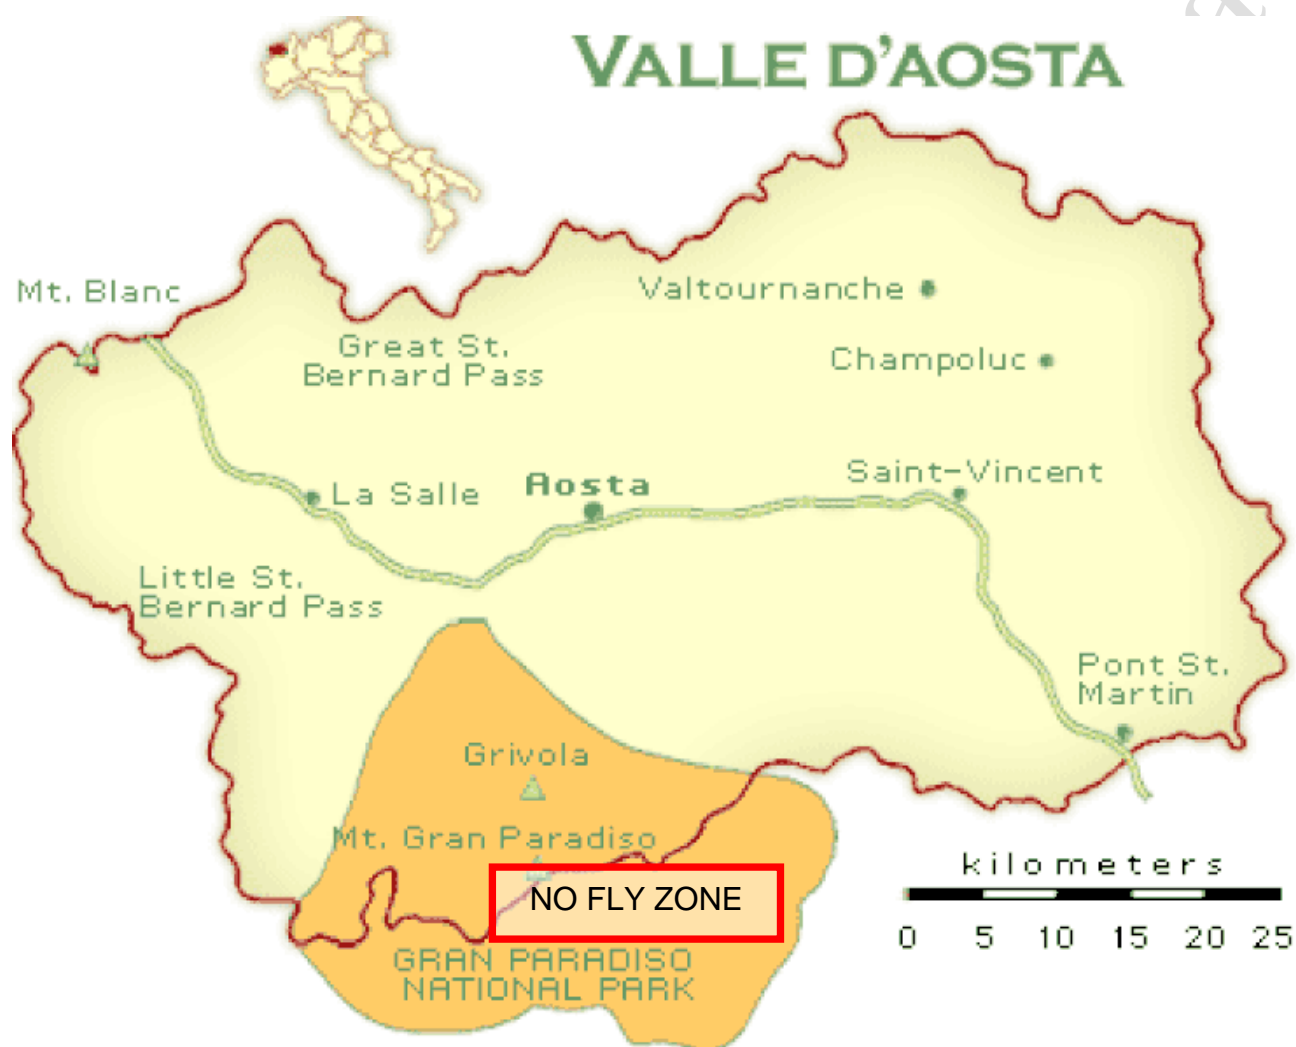 VALLE D'AOSTA
Mt. Blanc
Valtournanche
Great St.
Bernard Pass
Champoluc
Saint-Vincent
Aosta
La Salle
Little St.
Bernard Pass
Pont St.
Martin
Grivola
Mt. Gran Paradiso
NO FLY ZONE
kilometers
0 5 10 15 20 25
GRAN PARADISO
NATIONAL PARK